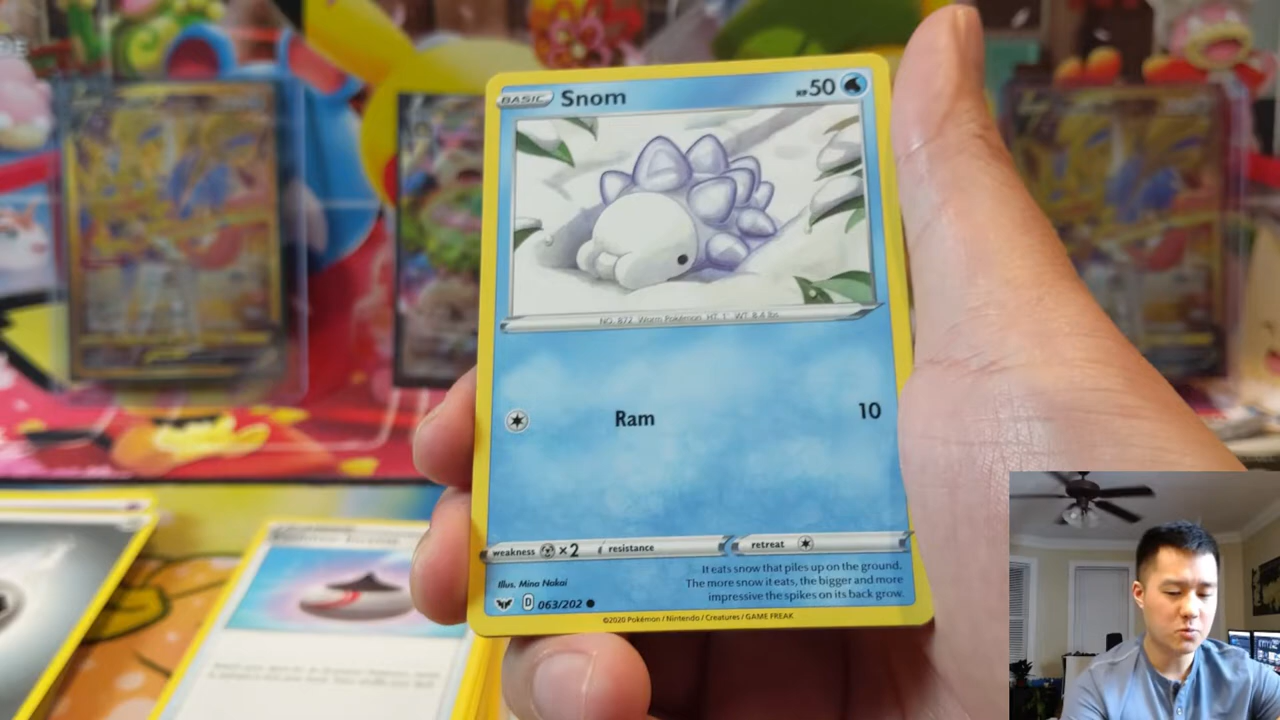 BASIC Snom HP 50
NO. 872 Worm Pokémon HT. 1' WT. 8.4 lbs
Ram 10
weakness ×2 resistance retreat
It eats snow that piles up on the ground.
The more snow it eats, the bigger and more
impressive the spikes on its back grow.
Illus. Mina Nakai
D 063/202
©2020 Pokémon / Nintendo / Creatures / GAME FREAK